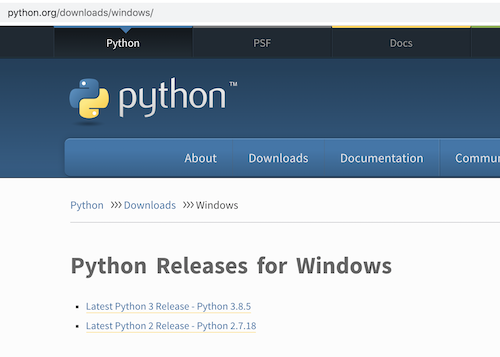 python.org/downloads/windows/
Python PSF Docs
python™
About Downloads Documentation Commu
Python >>> Downloads >>> Windows
Python Releases for Windows
Latest Python 3 Release - Python 3.8.5
Latest Python 2 Release - Python 2.7.18